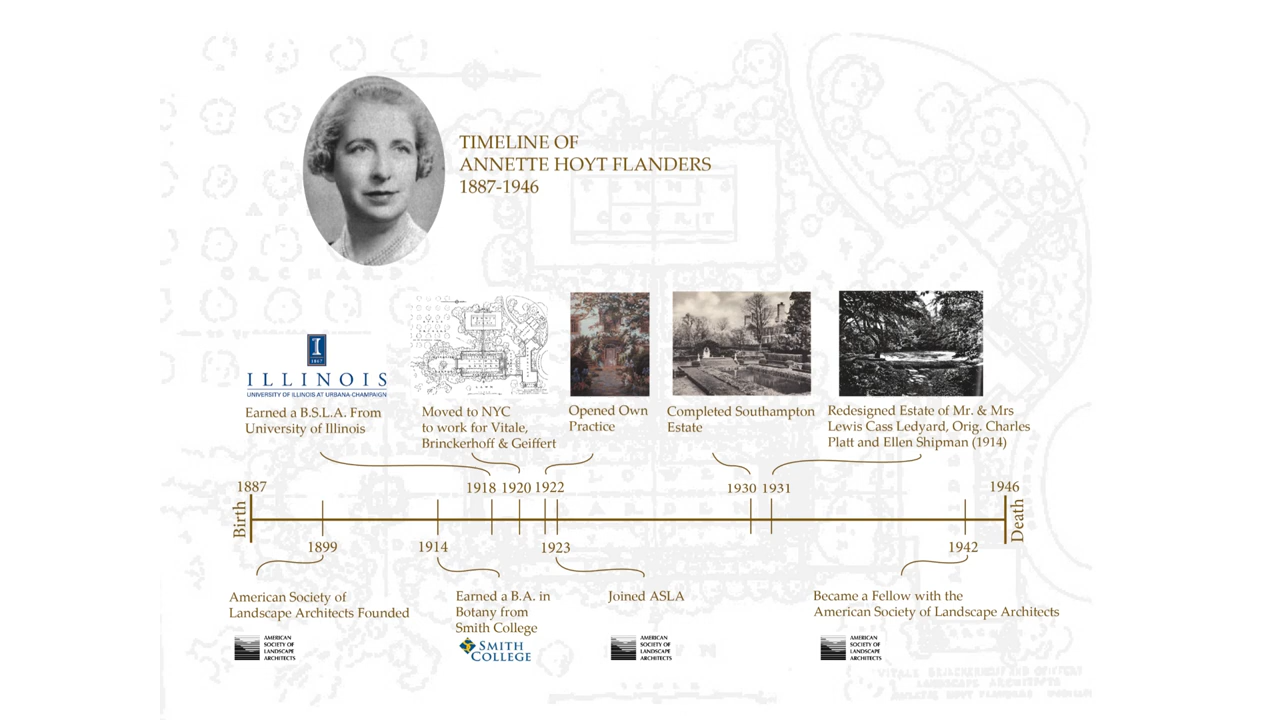 TIMELINE OF
ANNETTE HOYT FLANDERS
1887-1946
I
1867
ILLINOIS
UNIVERSITY OF ILLINOIS AT URBANA-CHAMPAIGN
Earned a B.S.L.A. From
University of Illinois
Moved to NYC
to work for Vitale,
Brinckerhoff & Geiffert
Opened Own
Practice
Completed Southampton
Estate
Redesigned Estate of Mr. & Mrs
Lewis Cass Ledyard, Orig. Charles
Platt and Ellen Shipman (1914)
1887
1918 1920 1922
1930 1931
1946
Birth
Death
1899
1914
1923
1942
American Society of
Landscape Architects Founded
Earned a B.A. in
Botany from
Smith College
Joined ASLA
Became a Fellow with the
American Society of Landscape Architects
AMERICAN
SOCIETY OF
LANDSCAPE
ARCHITECTS
SMITH
COLLEGE
AMERICAN
SOCIETY OF
LANDSCAPE
ARCHITECTS
AMERICAN
SOCIETY OF
LANDSCAPE
ARCHITECTS
COURT
ORCHARD